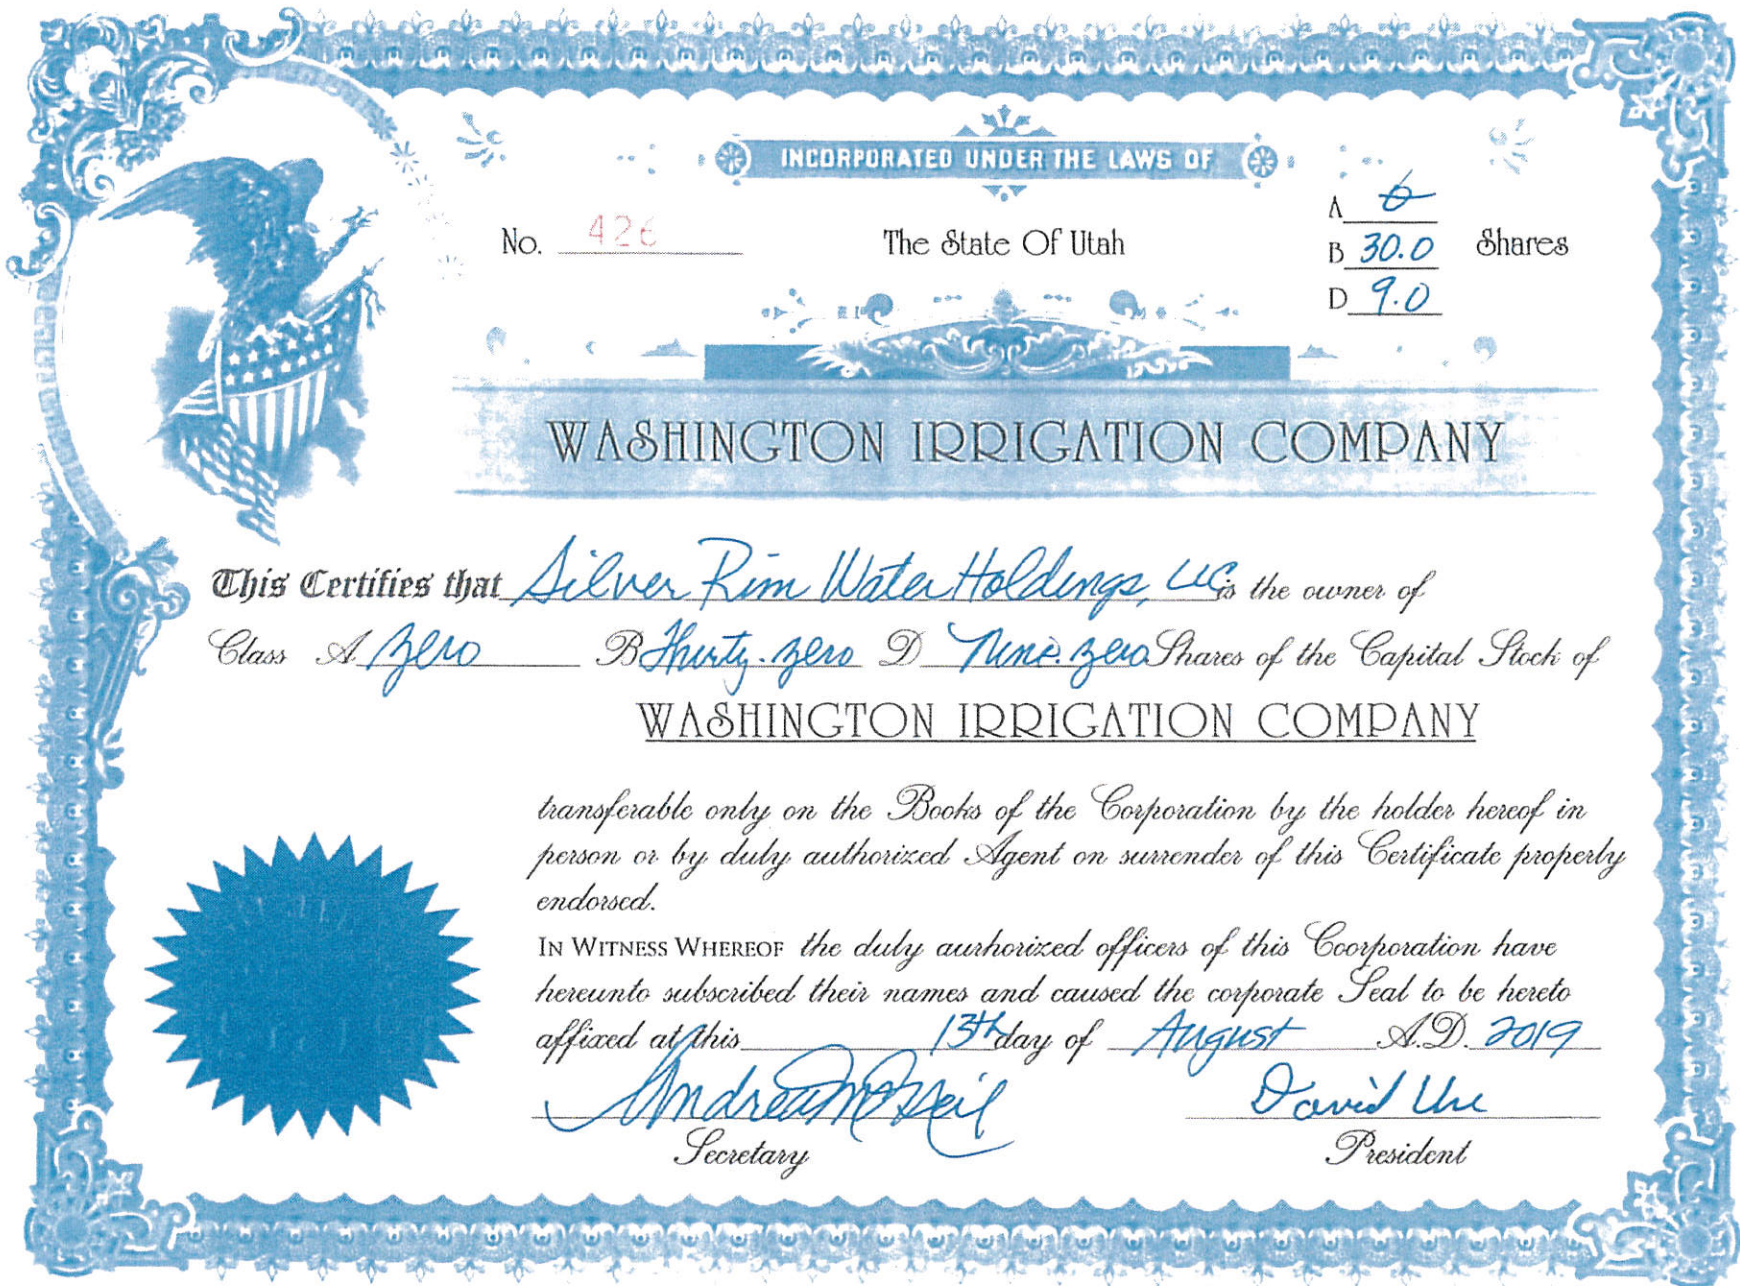 INCORPORATED UNDER THE LAWS OF
No. 426 The State Of Utah
A 0
B 30.0 Shares
D 9.0
WASHINGTON IRRIGATION COMPANY
This Certifies that Silver Rim Water Holdings, LLC is the owner of
Class A zero B Thirty.zero D Nine.zero Shares of the Capital Stock of
WASHINGTON IRRIGATION COMPANY
transferable only on the Books of the Corporation by the holder hereof in
person or by duly authorized Agent on surrender of this Certificate properly
endorsed.
IN WITNESS WHEREOF the duly aurhorized officers of this Coorporation have
hereunto subscribed their names and caused the corporate Seal to be hereto
affixed at this 13th day of August A.D. 2019
Andrea McNeil David Ure
Secretary President